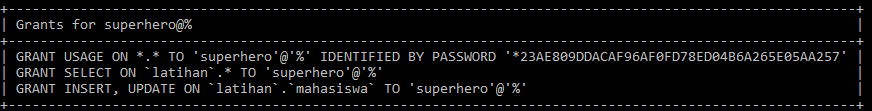 Grants for superhero@%
GRANT USAGE ON *.* TO 'superhero'@'%' IDENTIFIED BY PASSWORD '*23AE809DDACAF96AF0FD78ED04B6A265E05AA257'
GRANT SELECT ON `latihan`.* TO 'superhero'@'%'
GRANT INSERT, UPDATE ON `latihan`.`mahasiswa` TO 'superhero'@'%'